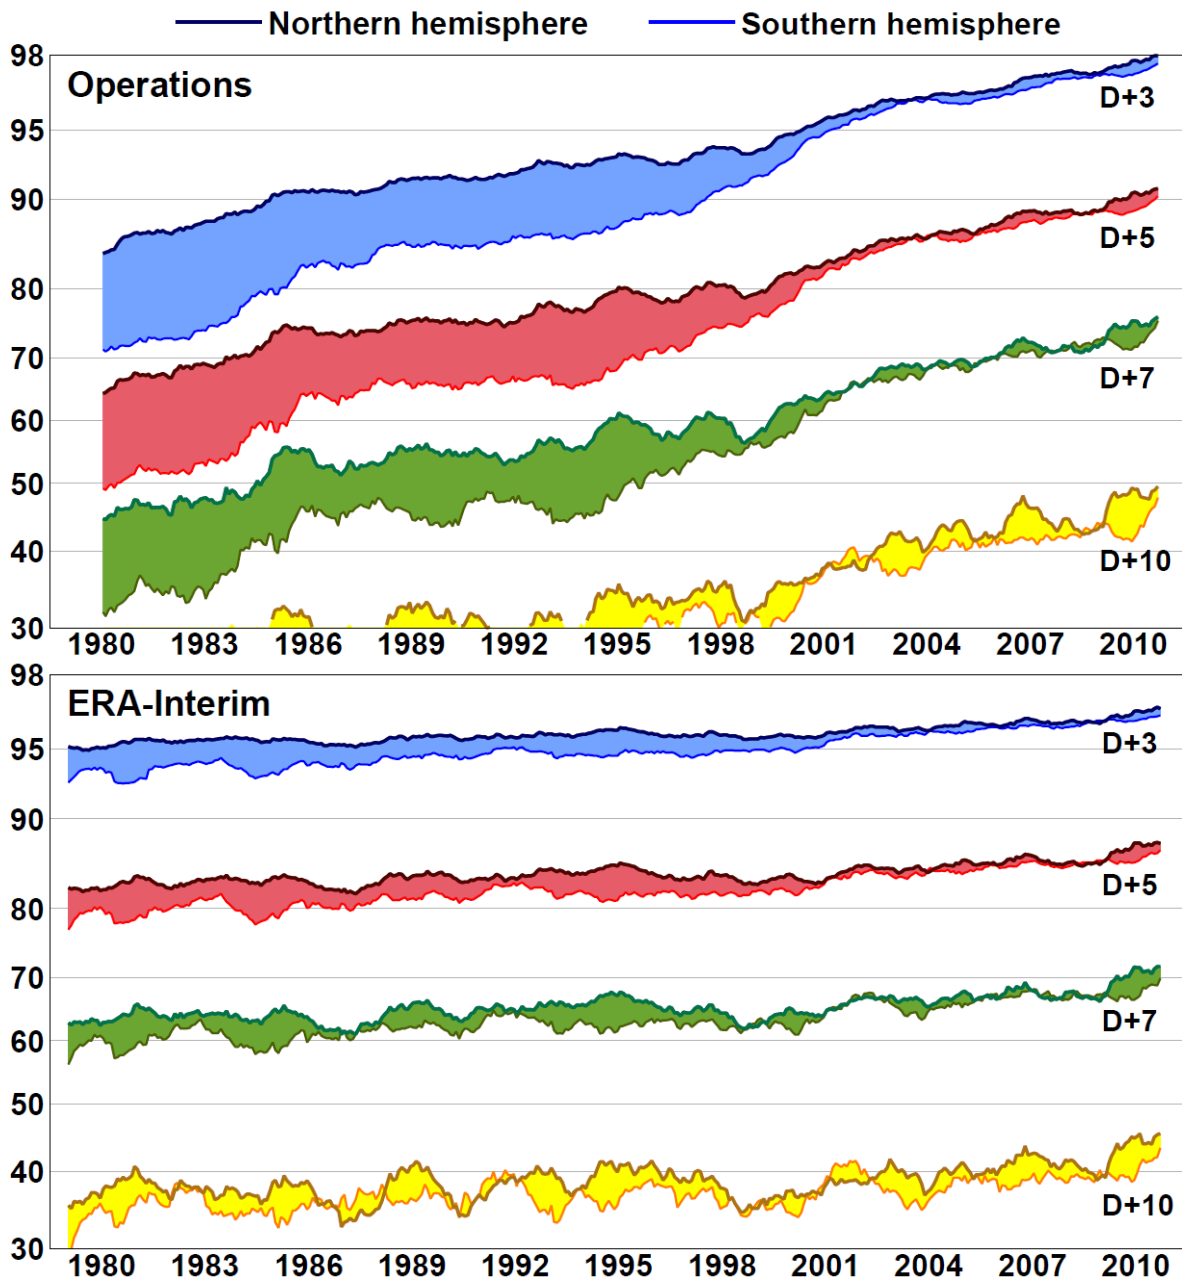 Northern hemisphere Southern hemisphere
98
Operations
D+3
95
90
D+5
80
70
D+7
60
50
40
D+10
30
1980 1983 1986 1989 1992 1995 1998 2001 2004 2007 2010
98
ERA-Interim
D+3
95
90
D+5
80
70
D+7
60
50
40
D+10
30
1980 1983 1986 1989 1992 1995 1998 2001 2004 2007 2010